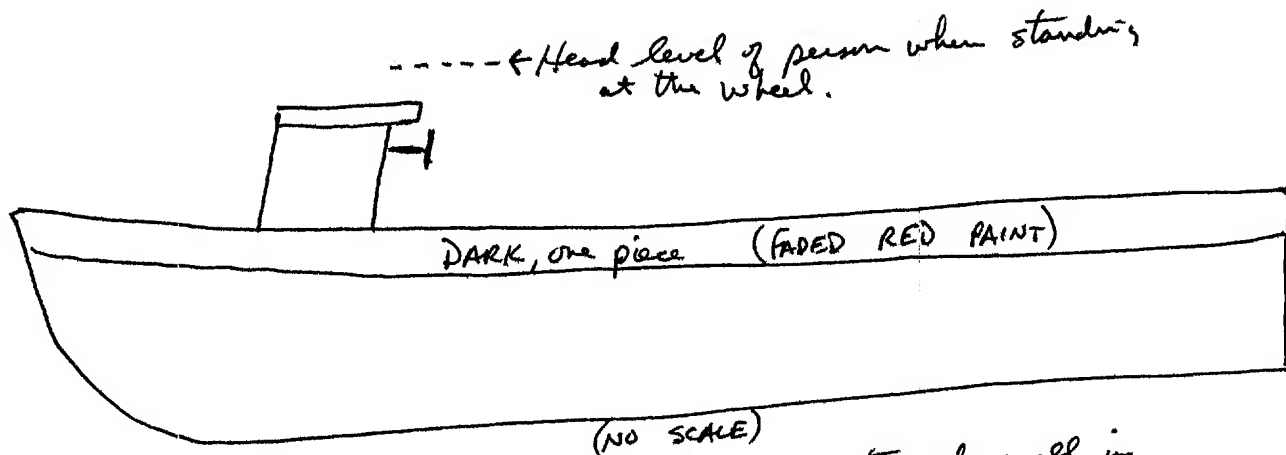 Head level of person when standing
at the wheel.
DARK, one piece (FADED RED PAINT)
(NO SCALE)